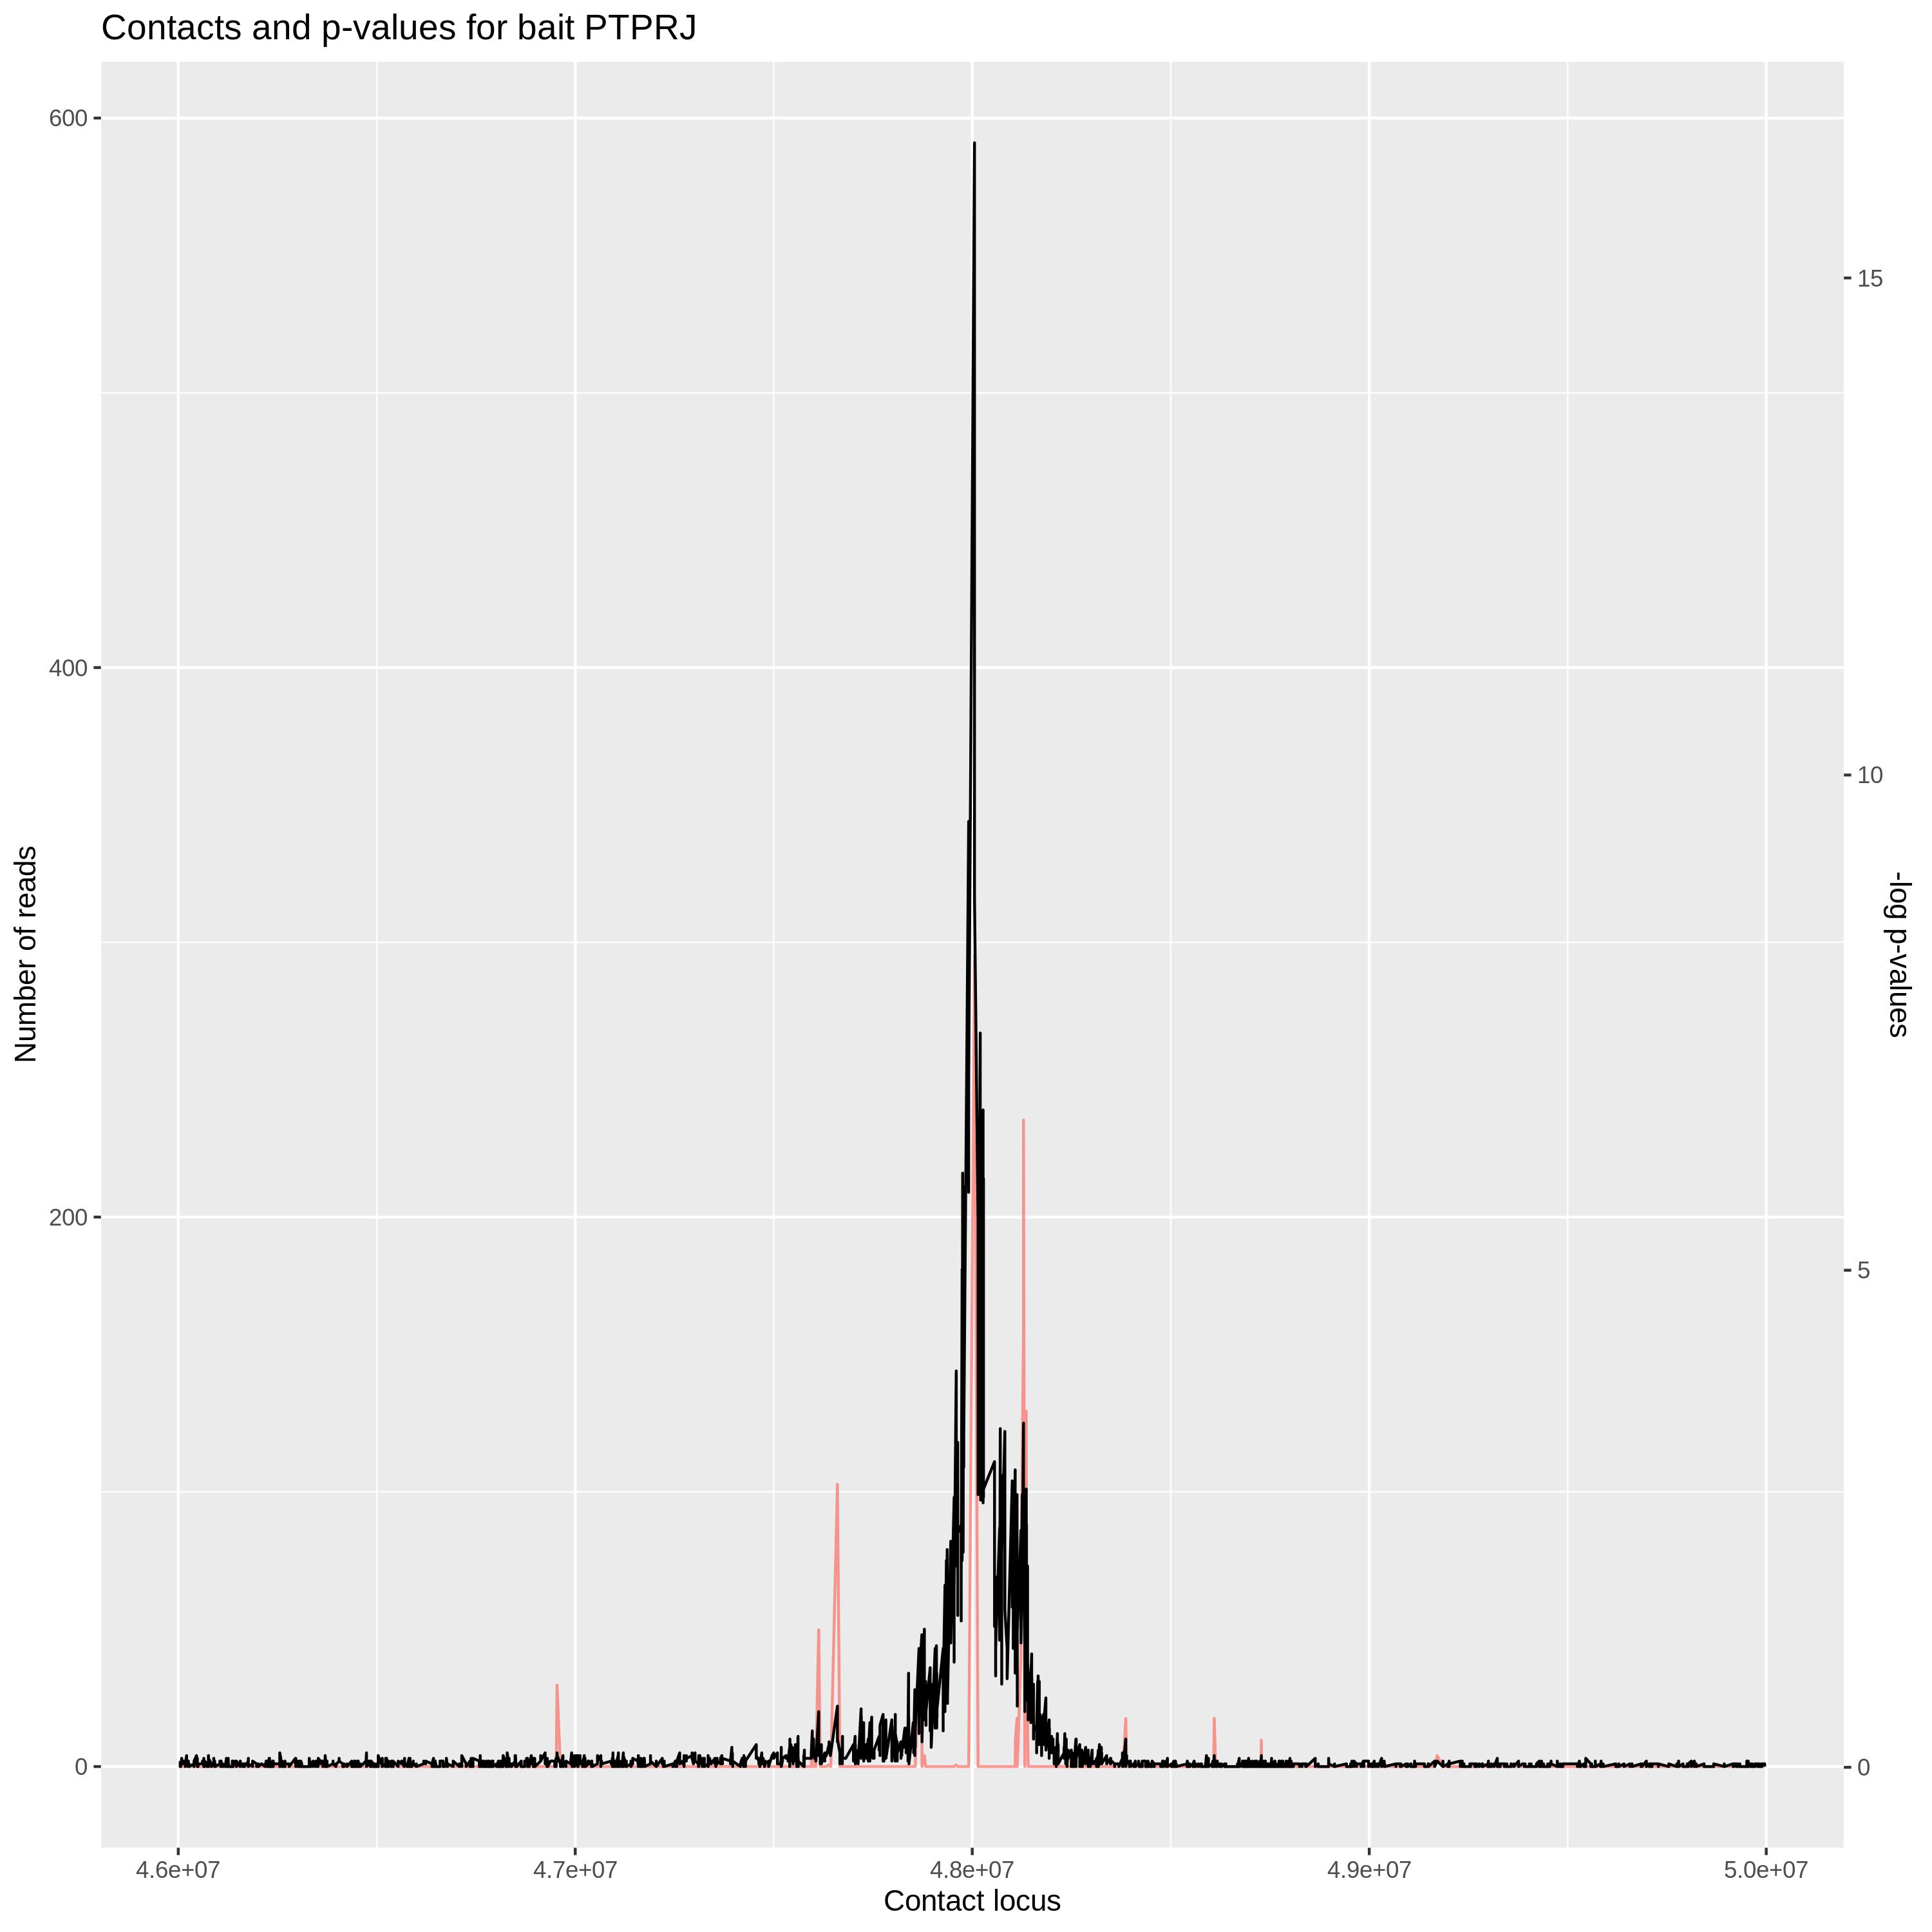 Contacts and p-values for bait PTPRJ
600
400
200
0
Number of reads
15
10
5
0
-log p-values
4.6e+07 4.7e+07 4.8e+07 4.9e+07 5.0e+07
Contact locus